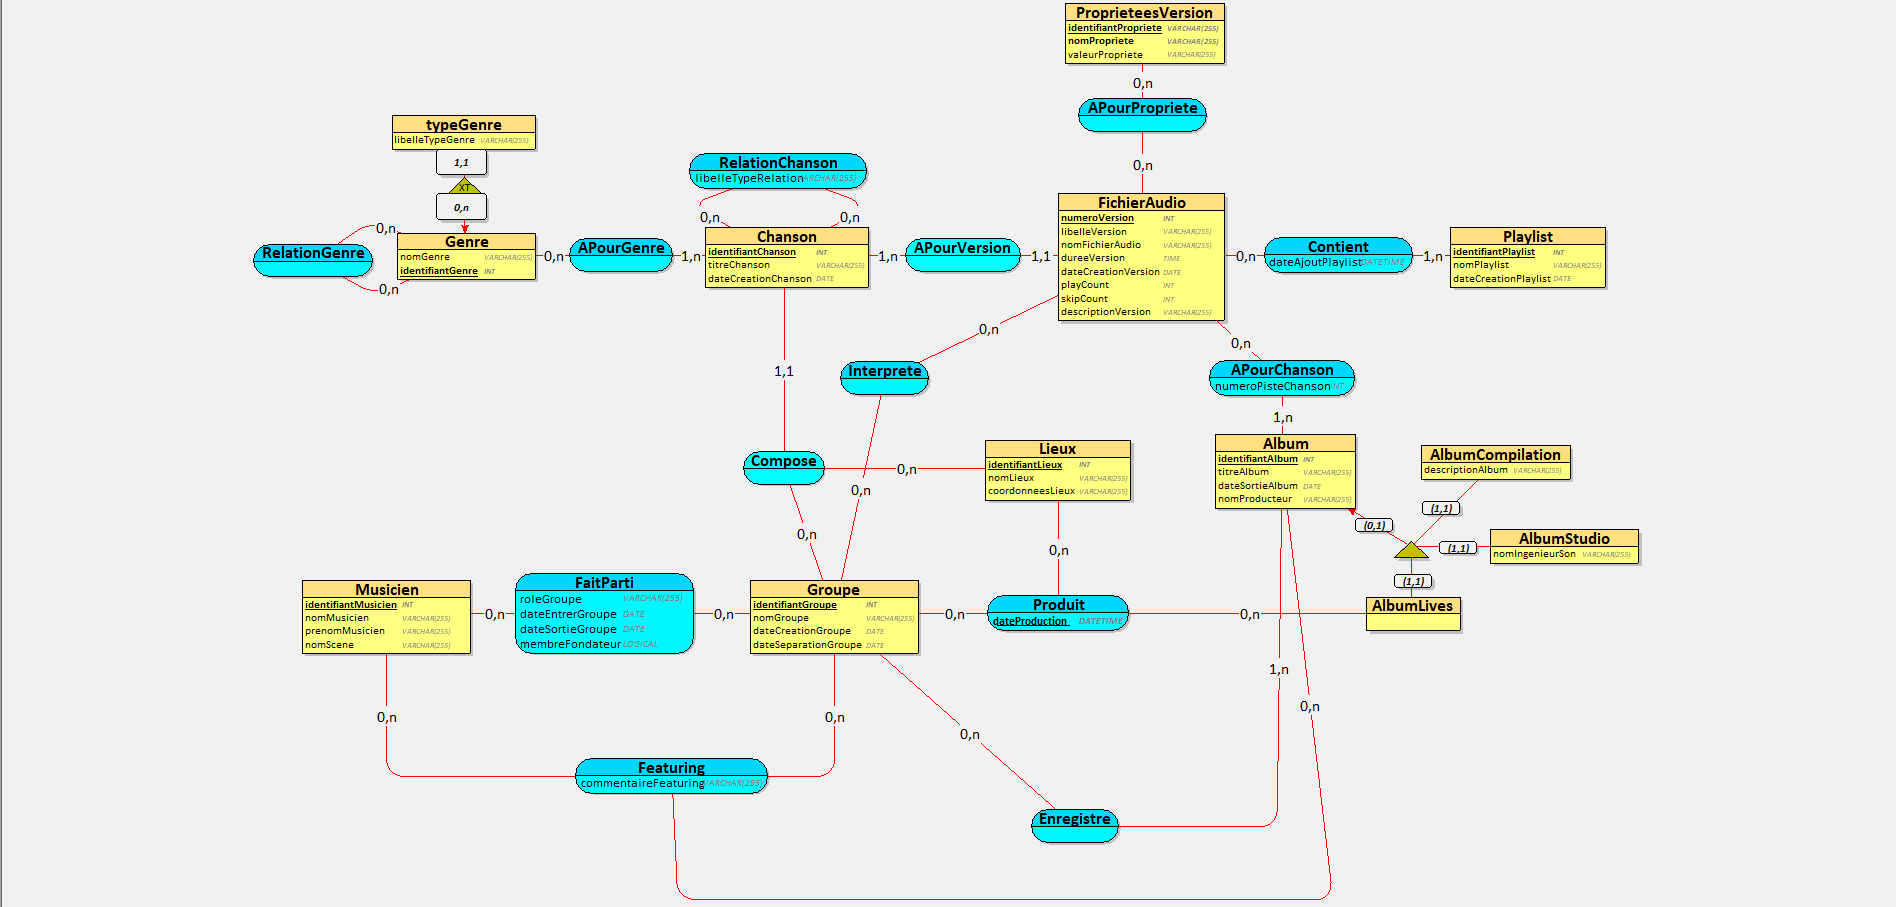 ProprieteesVersion
identifiantPropriete VARCHAR(255)
nomPropriete VARCHAR(255)
valeurPropriete VARCHAR(255)
0,n
APourPropriete
0,n
typeGenre
libelleTypeGenre VARCHAR(255)
1,1
XT
0,n
RelationGenre
0,n
0,n
Genre
nomGenre VARCHAR(255)
identifiantGenre INT
0,n
APourGenre
1,n
RelationChanson
libelleTypeRelation VARCHAR(255)
0,n
0,n
Chanson
identifiantChanson INT
titreChanson VARCHAR(255)
dateCreationChanson DATE
1,n
APourVersion
1,1
FichierAudio
numeroVersion INT
libelleVersion VARCHAR(255)
nomFichierAudio VARCHAR(255)
dureeVersion TIME
dateCreationVersion DATE
playCount INT
skipCount INT
descriptionVersion VARCHAR(255)
0,n
Contient
dateAjoutPlaylist DATETIME
1,n
Playlist
identifiantPlaylist INT
nomPlaylist VARCHAR(255)
dateCreationPlaylist DATE
0,n
0,n
1,1
Interprete
APourChanson
numeroPisteChanson INT
1,n
Album
identifiantAlbum INT
titreAlbum VARCHAR(255)
dateSortieAlbum DATE
nomProducteur VARCHAR(255)
AlbumCompilation
descriptionAlbum VARCHAR(255)
(1,1)
(0,1)
(1,1)
AlbumStudio
nomIngenieurSon VARCHAR(255)
(1,1)
AlbumLives
Compose
0,n
Lieux
identifiantLieux INT
nomLieux VARCHAR(255)
coordonneesLieux VARCHAR(255)
0,n
0,n
0,n
Musicien
identifiantMusicien INT
nomMusicien VARCHAR(255)
prenomMusicien VARCHAR(255)
nomScene VARCHAR(255)
0,n
FaitParti
roleGroupe VARCHAR(255)
dateEntrerGroupe DATE
dateSortieGroupe DATE
membreFondateur LOGICAL
0,n
Groupe
identifiantGroupe INT
nomGroupe VARCHAR(255)
dateCreationGroupe DATE
dateSeparationGroupe DATE
0,n
Produit
dateProduction DATETIME
0,n
1,n
0,n
0,n
0,n
0,n
Featuring
commentaireFeaturing VARCHAR(255)
Enregistre